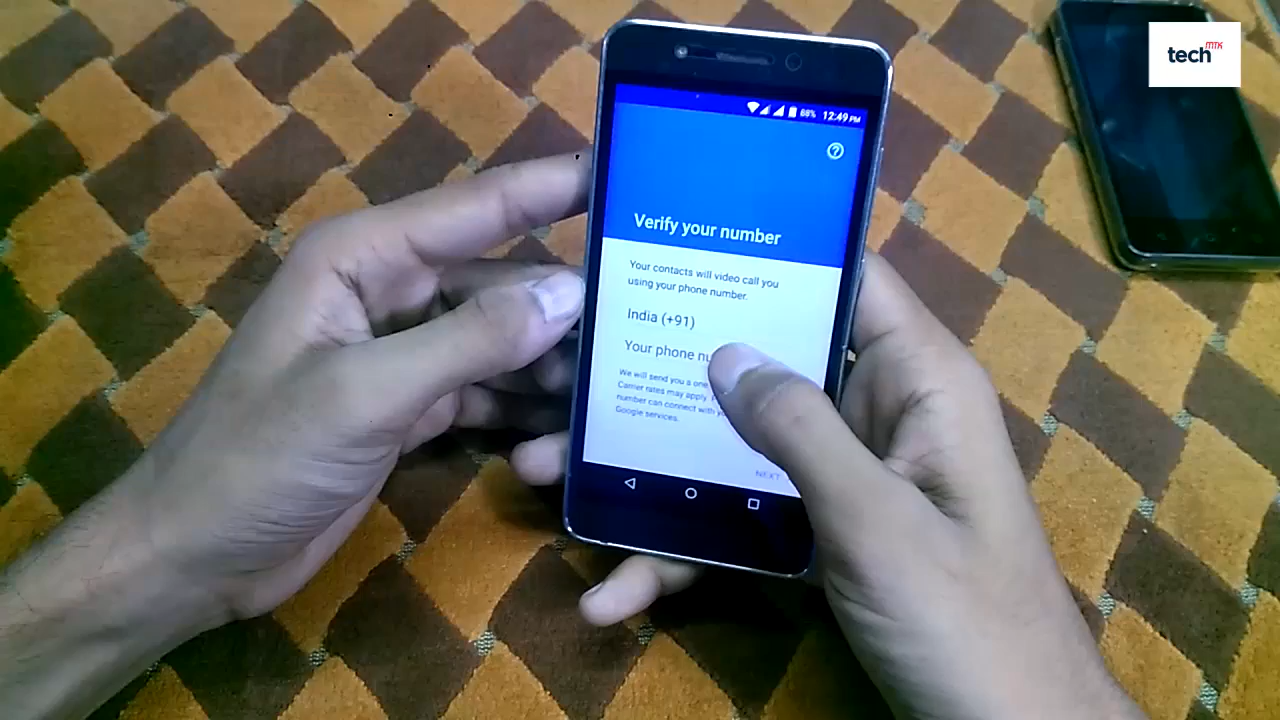 tech MTK
88% 12:49 PM
Verify your number
Your contacts will video call you
using your phone number.
India (+91)
Your phone nu
We will send you a one
Carrier rates may apply.
number can connect with
Google services.
NEXT